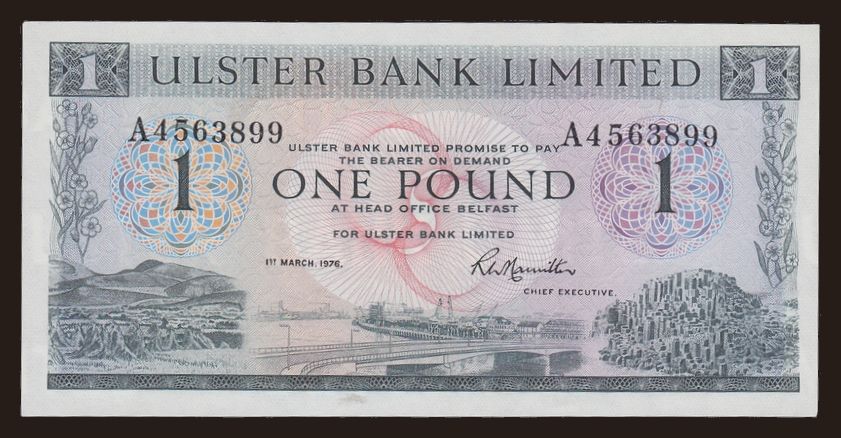 1 ULSTER BANK LIMITED 1
A4563899 A4563899
ULSTER BANK LIMITED PROMISE TO PAY
THE BEARER ON DEMAND
1 ONE POUND 1
AT HEAD OFFICE BELFAST
FOR ULSTER BANK LIMITED
1ST MARCH, 1976.
CHIEF EXECUTIVE.